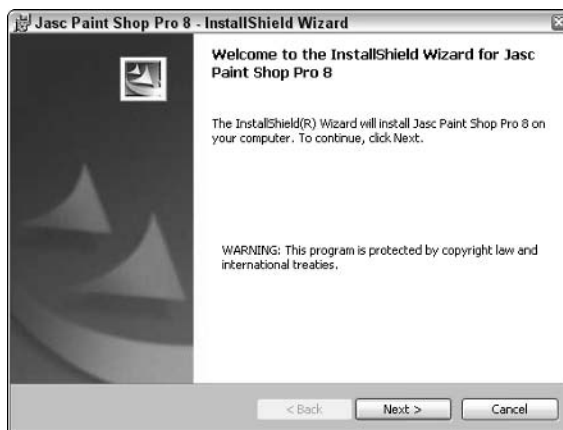 Jasc Paint Shop Pro 8 - InstallShield Wizard
Welcome to the InstallShield Wizard for Jasc
Paint Shop Pro 8
The InstallShield(R) Wizard will install Jasc Paint Shop Pro 8 on
your computer. To continue, click Next.
WARNING: This program is protected by copyright law and
international treaties.
< Back
Next >
Cancel